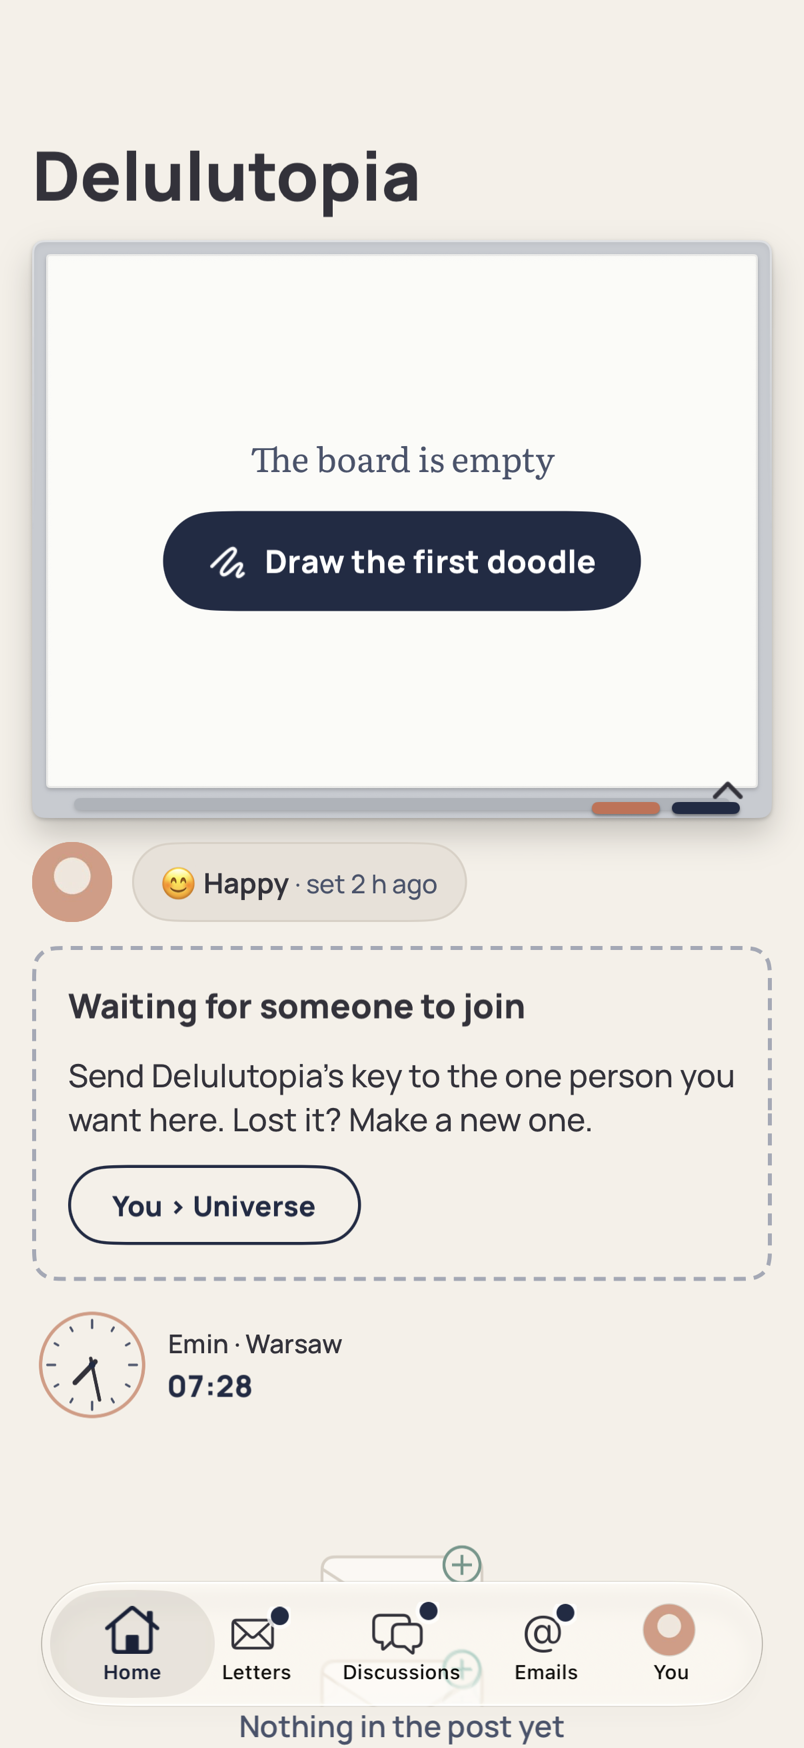 Delulutopia
The board is empty
Draw the first doodle
😊 Happy · set 2 h ago
Waiting for someone to join
Send Delulutopia’s key to the one person you
want here. Lost it? Make a new one.
You › Universe
Emin · Warsaw
07:28
Home
Letters
Discussions
@
Emails
You
Nothing in the post yet